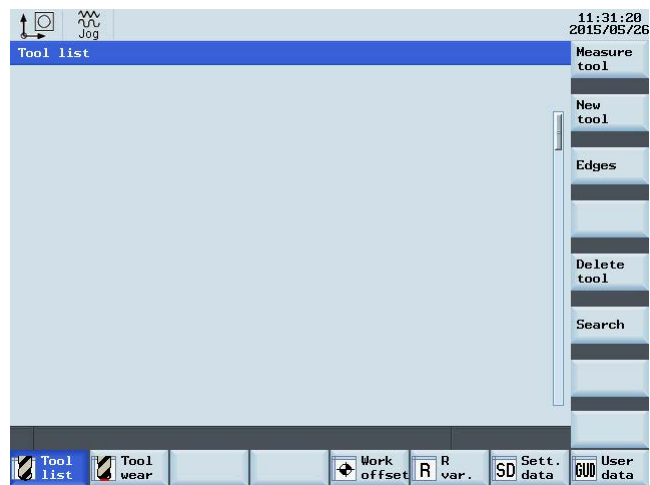 Jog
11:31:20
2015/05/26
Tool list
Measure
tool
New
tool
Edges
Delete
tool
Search
Tool
list
Tool
wear
Work
offset
R
R
var.
SD
Sett.
data
GUD
User
data